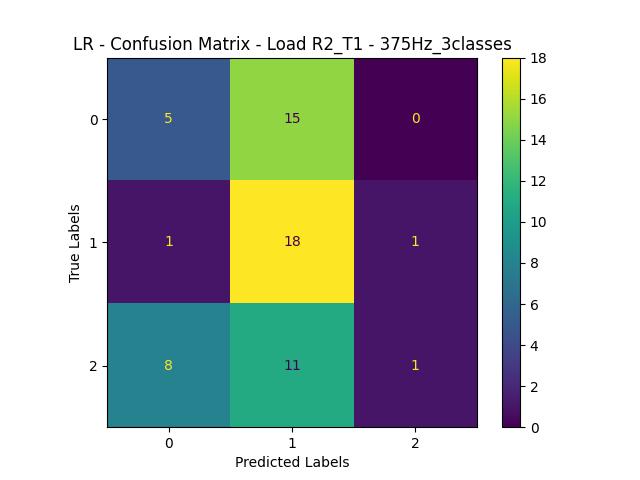 LR - Confusion Matrix - Load R2_T1 - 375Hz_3classes
True Labels
0
1
2
5 15 0
1 18 1
8 11 1
0 1 2
Predicted Labels
18
16
14
12
10
8
6
4
2
0